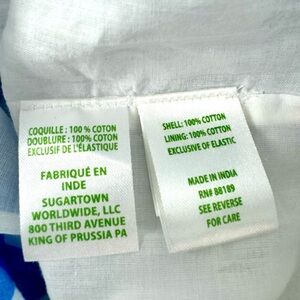 COQUILLE : 100 % COTON
DOUBLURE : 100% COTON
EXCLUSIF DE L'ÉLASTIQUE
FABRIQUÉ EN
INDE
SUGARTOWN
WORLDWIDE, LLC
800 THIRD AVENUE
KING OF PRUSSIA PA
SHELL: 100% COTTON
LINING: 100% COTTON
EXCLUSIVE OF ELASTIC
MADE IN INDIA
RN# 88189
SEE REVERSE
FOR CARE